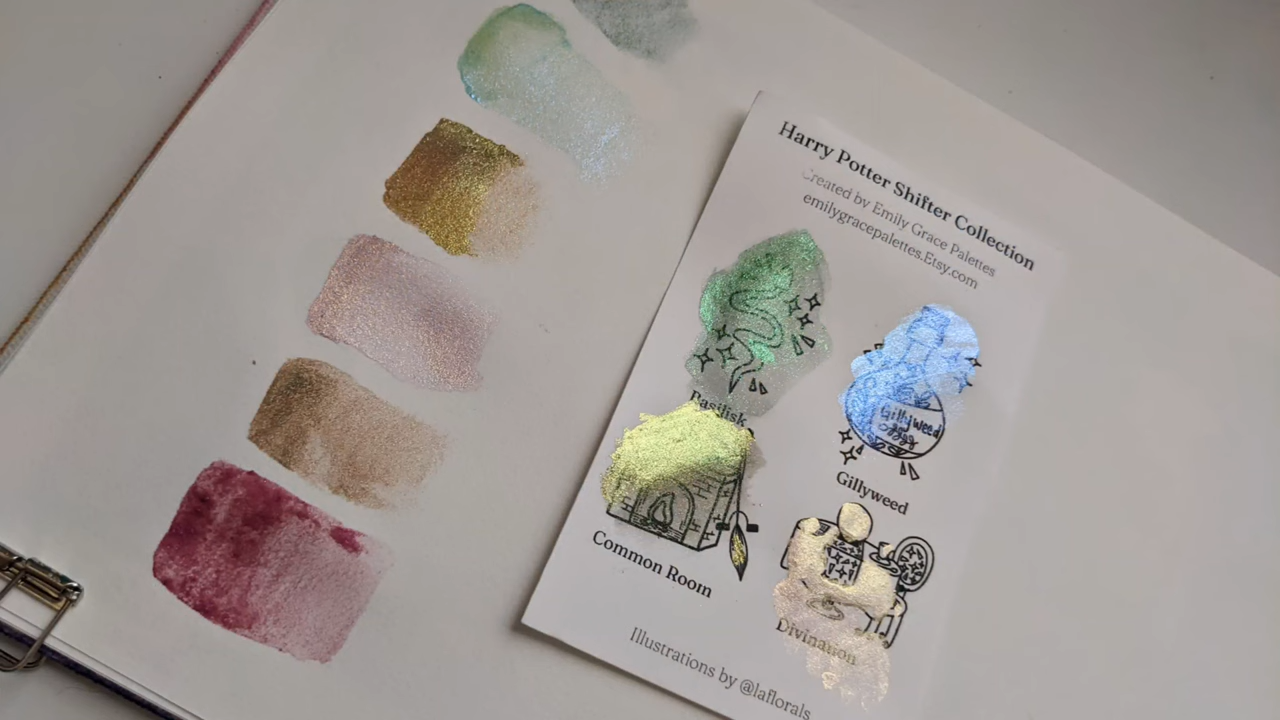 Harry Potter Shifter Collection
Created by Emily Grace Palettes
emilygracepalettes.Etsy.com
Basilisk
Gillyweed
Gillyweed
Common Room
Divination
Illustrations by @laflorals